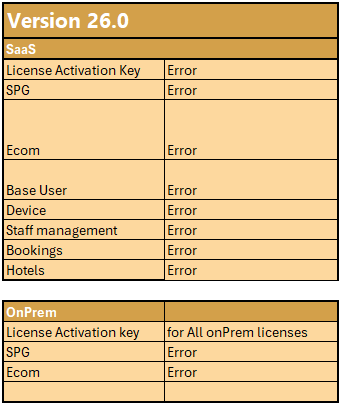 Version 26.0
SaaS
License Activation Key Error
SPG Error
Ecom Error
Base User Error
Device Error
Staff management Error
Bookings Error
Hotels Error
OnPrem
License Activation key for All onPrem licenses
SPG Error
Ecom Error